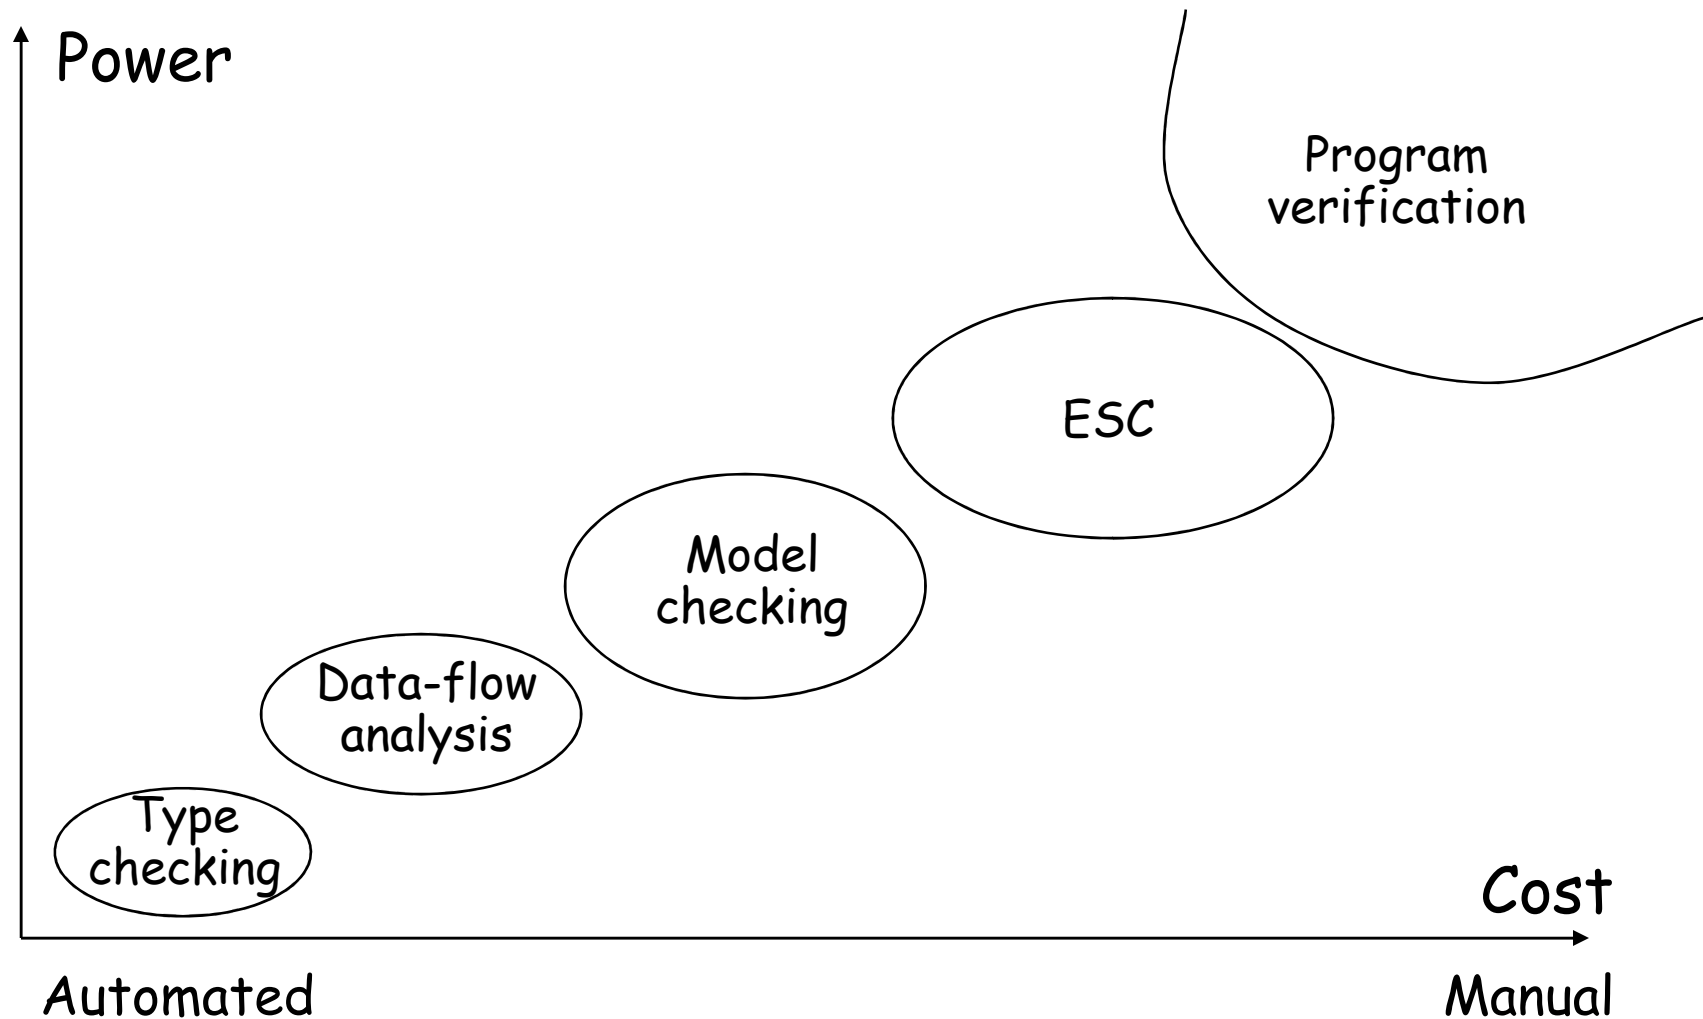 Power
Program
verification
ESC
Model
checking
Data-flow
analysis
Type
checking
Cost
Automated
Manual